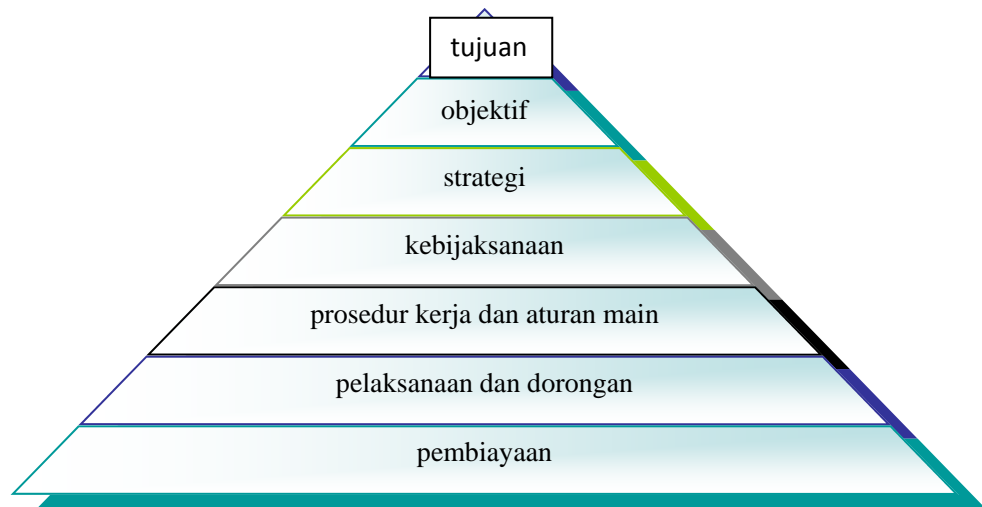 tujuan
objektif
strategi
kebijaksanaan
prosedur kerja dan aturan main
pelaksanaan dan dorongan
pembiayaan